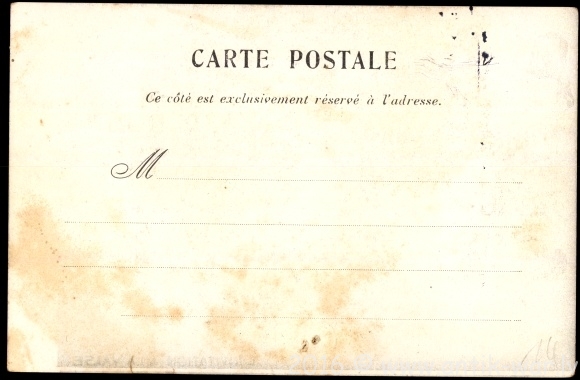 CARTE POSTALE
Ce côté est exclusivement réservé à l'adresse.
M